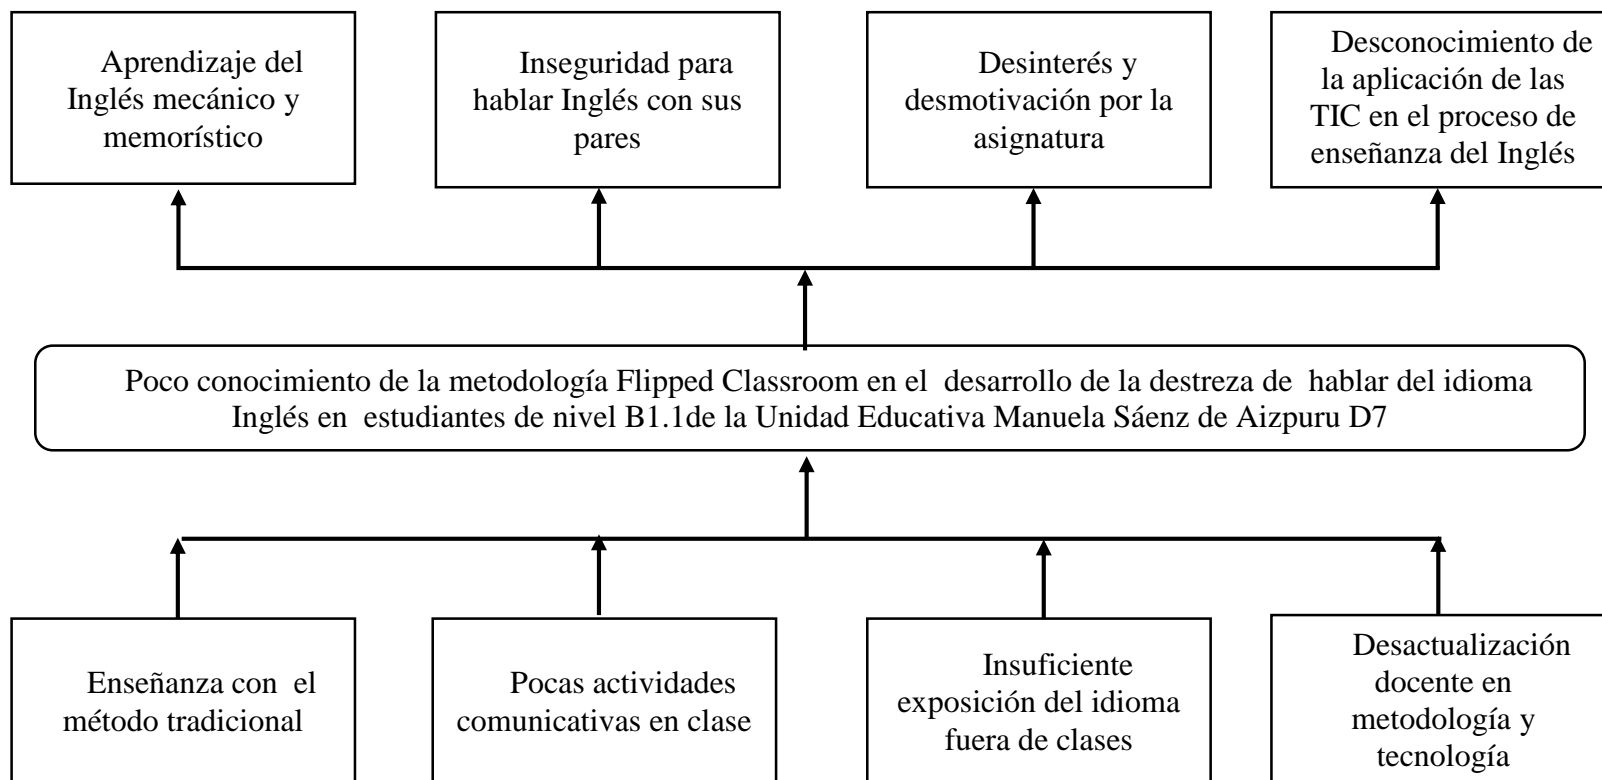 Aprendizaje del
Inglés mecánico y
memorístico
Inseguridad para
hablar Inglés con sus
pares
Desinterés y
desmotivación por la
asignatura
Desconocimiento de
la aplicación de las
TIC en el proceso de
enseñanza del Inglés
Poco conocimiento de la metodología Flipped Classroom en el desarrollo de la destreza de hablar del idioma
Inglés en estudiantes de nivel B1.1de la Unidad Educativa Manuela Sáenz de Aizpuru D7
Enseñanza con el
método tradicional
Pocas actividades
comunicativas en clase
Insuficiente
exposición del idioma
fuera de clases
Desactualización
docente en
metodología y
tecnología